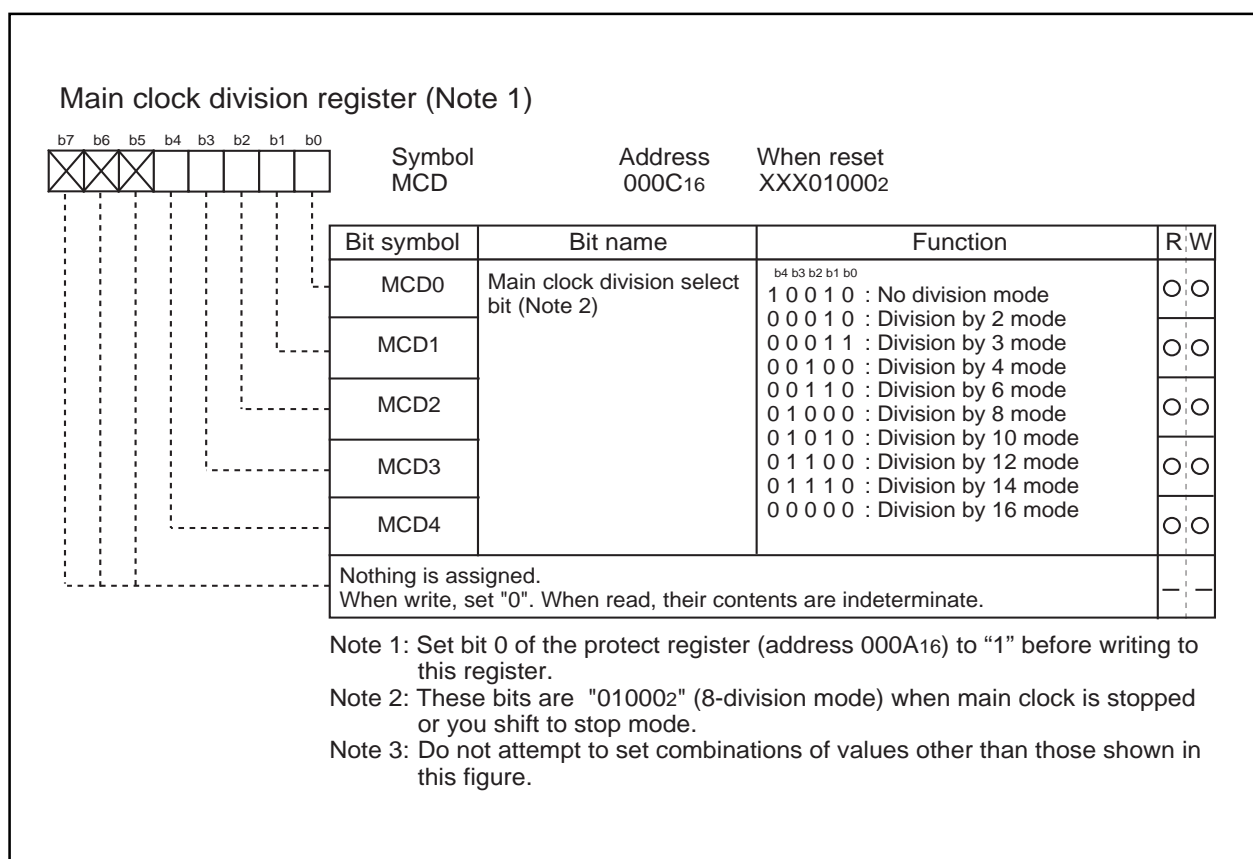 Main clock division register (Note 1)
b7 b6 b5 b4 b3 b2 b1 b0
Symbol Address When reset
MCD 000C16 XXX010002
Bit symbol Bit name Function R W
MCD0 Main clock division select bit (Note 2)
b4 b3 b2 b1 b0
1 0 0 1 0 : No division mode
0 0 0 1 0 : Division by 2 mode
MCD1
0 0 0 1 1 : Division by 3 mode
0 0 1 0 0 : Division by 4 mode
0 0 1 1 0 : Division by 6 mode
MCD2
0 1 0 0 0 : Division by 8 mode
0 1 0 1 0 : Division by 10 mode
MCD3
0 1 1 0 0 : Division by 12 mode
0 1 1 1 0 : Division by 14 mode
0 0 0 0 0 : Division by 16 mode
MCD4
Nothing is assigned.
When write, set "0". When read, their contents are indeterminate.
Note 1: Set bit 0 of the protect register (address 000A16) to “1” before writing to
this register.
Note 2: These bits are "010002" (8-division mode) when main clock is stopped
or you shift to stop mode.
Note 3: Do not attempt to set combinations of values other than those shown in
this figure.